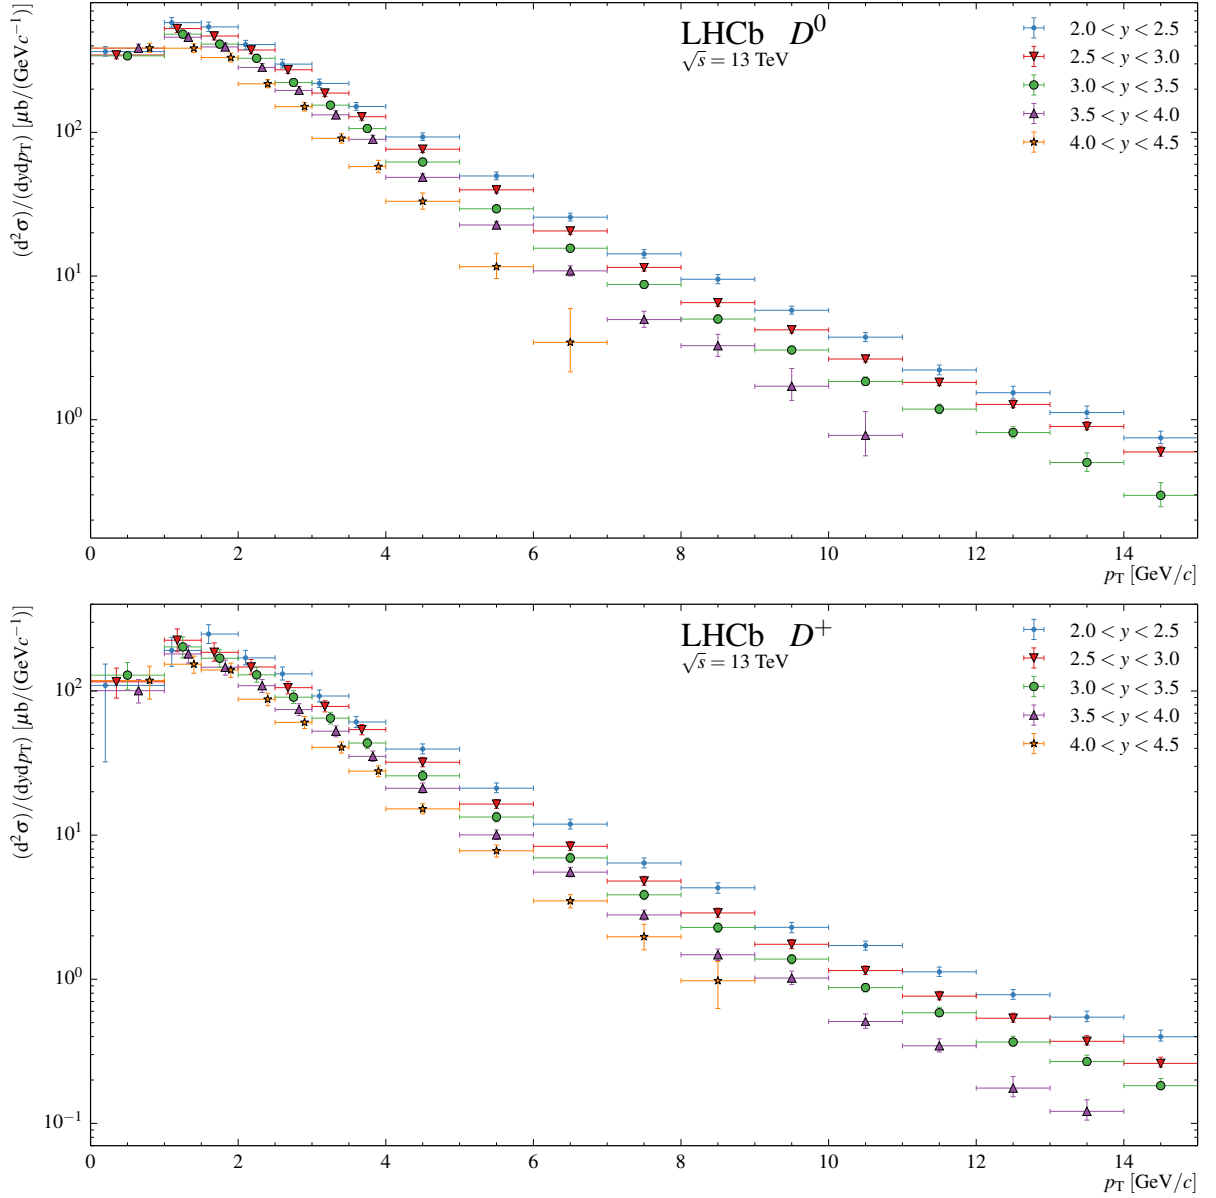 LHCb D⁰
√s = 13 TeV
2.0 < y < 2.5
2.5 < y < 3.0
3.0 < y < 3.5
3.5 < y < 4.0
4.0 < y < 4.5
(d²σ)/(dydp_T) [μb/(GeVc⁻¹)]
10²
10¹
10⁰
0 2 4 6 8 10 12 14
p_T [GeV/c]
LHCb D⁺
√s = 13 TeV
2.0 < y < 2.5
2.5 < y < 3.0
3.0 < y < 3.5
3.5 < y < 4.0
4.0 < y < 4.5
(d²σ)/(dydp_T) [μb/(GeVc⁻¹)]
10²
10¹
10⁰
10⁻¹
0 2 4 6 8 10 12 14
p_T [GeV/c]